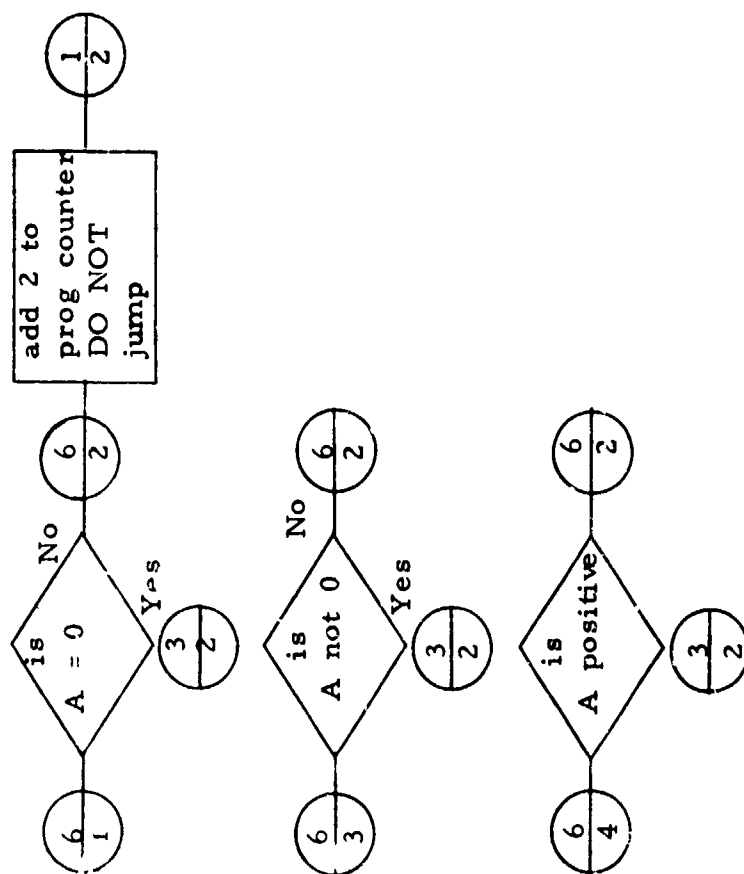 6
1
is
A = 0
No
Yes
3
2
6
2
add 2 to
prog counter
DO NOT
jump
1
2
6
3
is
A not 0
No
Yes
3
2
6
2
6
4
is
A positive
3
2
6
2